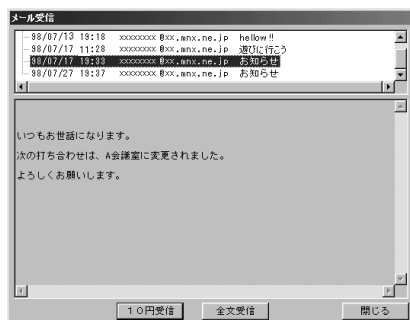 メール受信
98/07/13 19:18 xxxxxxxx @xx.mnx.ne.jp hellow !!
98/07/17 11:28 xxxxxxxx @xx.mnx.ne.jp 遊びに行こう
98/07/17 19:33 xxxxxxxx @xx.mnx.ne.jp お知らせ
98/07/27 19:37 xxxxxxxx @xx.mnx.ne.jp お知らせ
いつもお世話になります。
次の打ち合わせは、A会議室に変更されました。
よろしくお願いします。
１０円受信 全文受信 閉じる